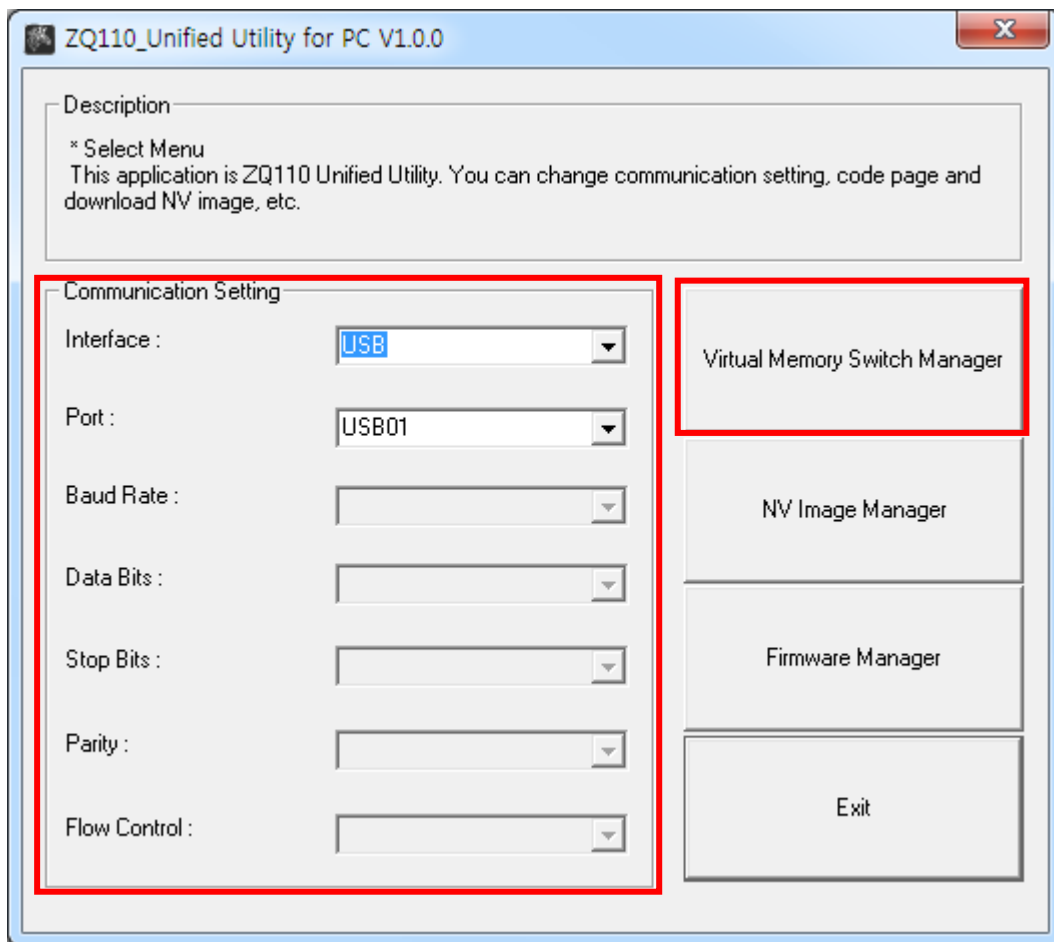 ZQ110_Unified Utility for PC V1.0.0
Description
* Select Menu
This application is ZQ110 Unified Utility. You can change communication setting, code page and
download NV image, etc.
Communication Setting
Interface :
USB
Port :
USB01
Baud Rate :
Data Bits :
Stop Bits :
Parity :
Flow Control :
Virtual Memory Switch Manager
NV Image Manager
Firmware Manager
Exit